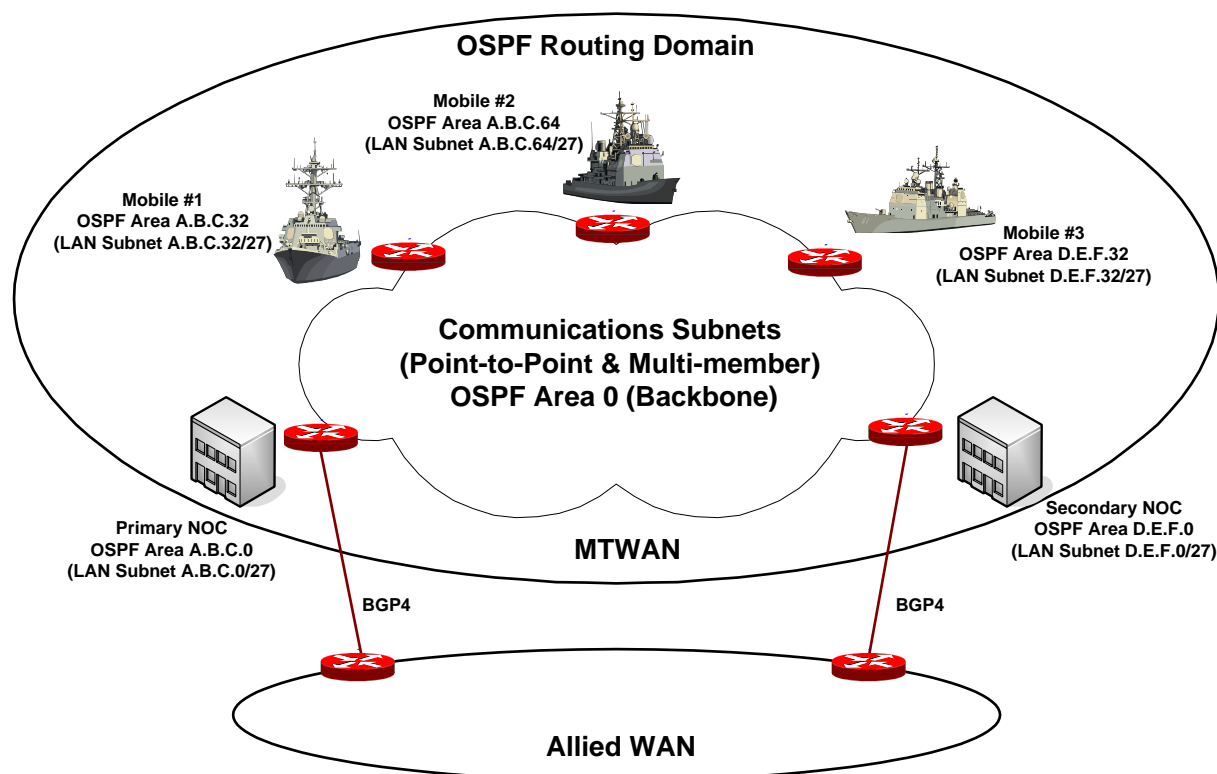 OSPF Routing Domain
Mobile #2
OSPF Area A.B.C.64
(LAN Subnet A.B.C.64/27)
Mobile #1
OSPF Area A.B.C.32
(LAN Subnet A.B.C.32/27)
Mobile #3
OSPF Area D.E.F.32
(LAN Subnet D.E.F.32/27)
Communications Subnets
(Point-to-Point & Multi-member)
OSPF Area 0 (Backbone)
Primary NOC
OSPF Area A.B.C.0
(LAN Subnet A.B.C.0/27)
Secondary NOC
OSPF Area D.E.F.0
(LAN Subnet D.E.F.0/27)
MTWAN
BGP4
BGP4
Allied WAN